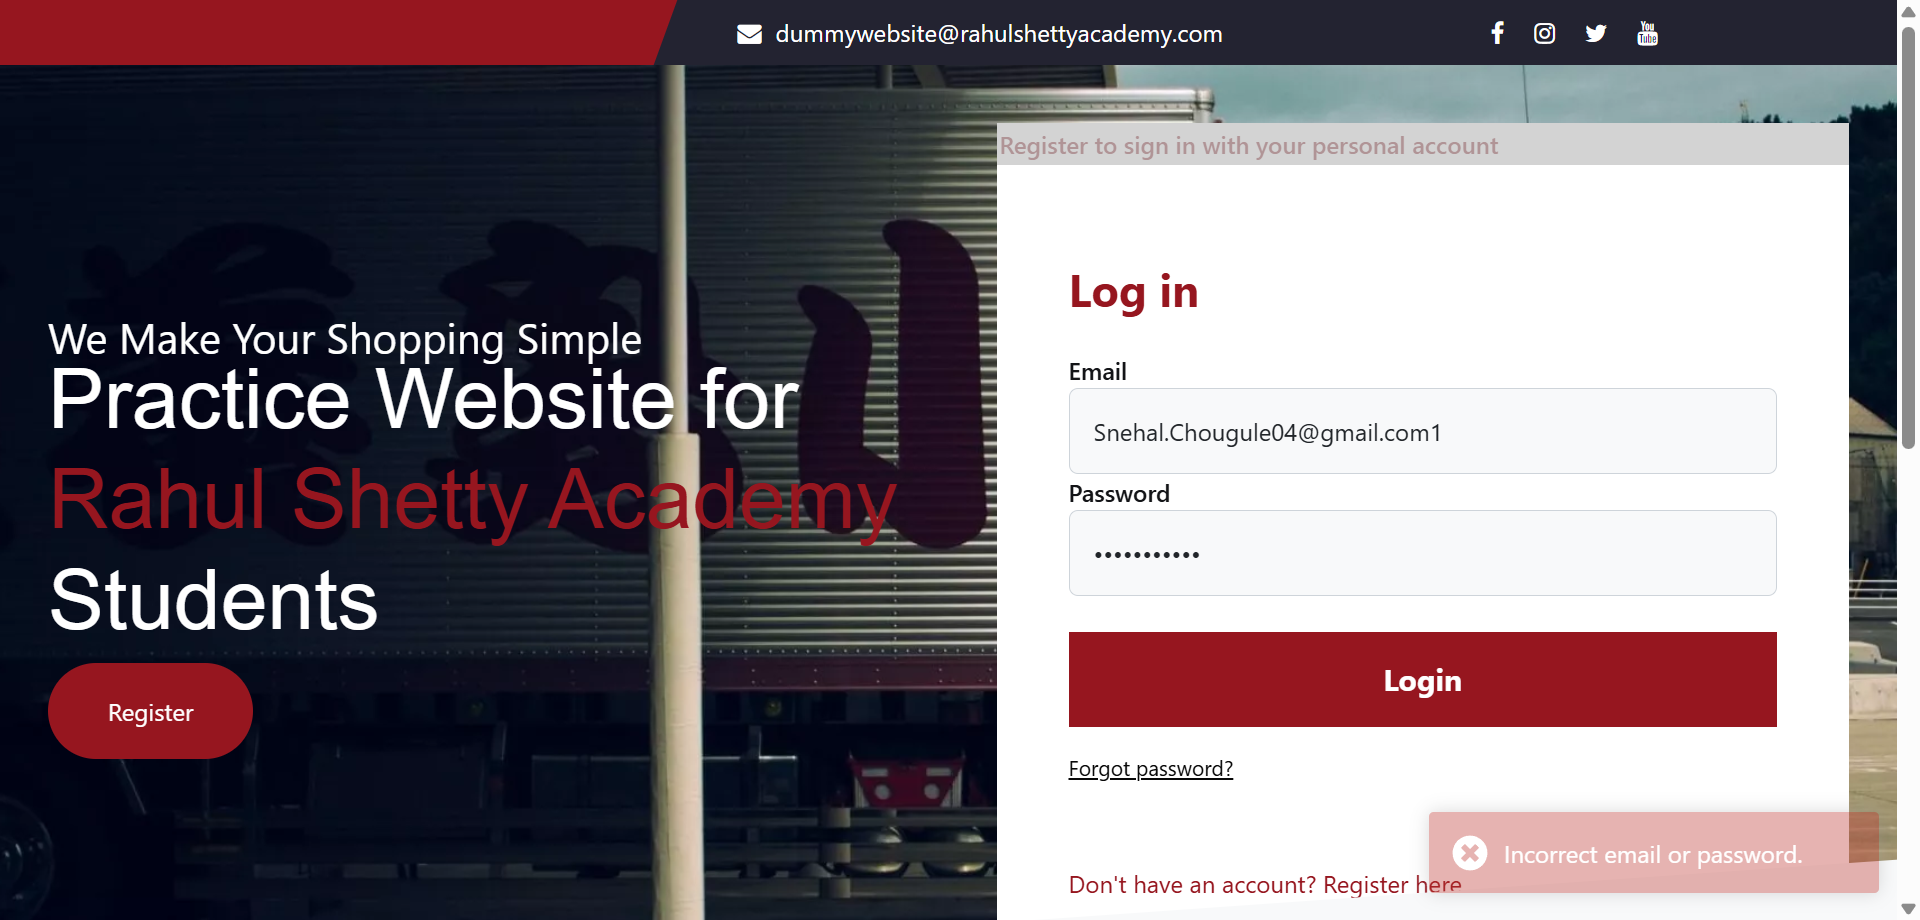 dummywebsite@rahulshettyacademy.com
Register to sign in with your personal account
We Make Your Shopping Simple
Practice Website for
Rahul Shetty Academy
Students
Register
Log in
Email
Snehal.Chougule04@gmail.com1
Password
•••••••••••
Login
Forgot password?
Don't have an account? Register here
Incorrect email or password.